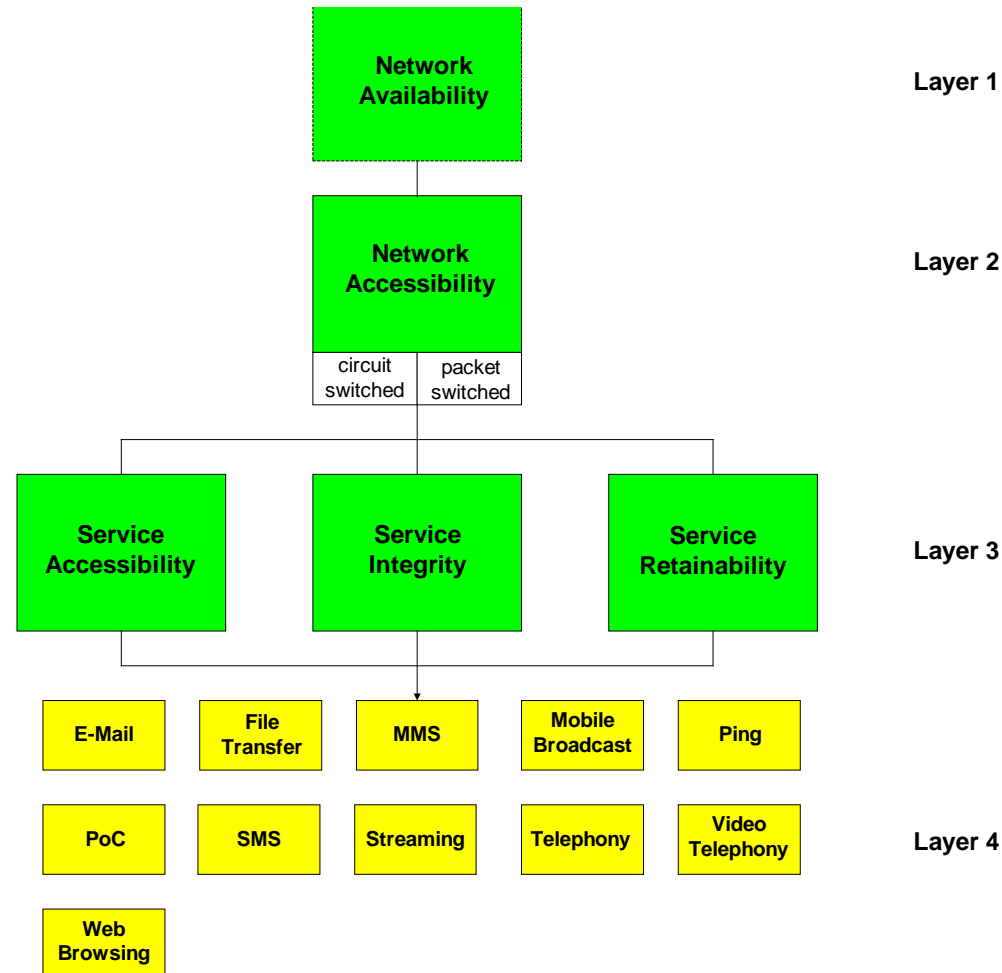 Network
Availability
Layer 1
Network
Accessibility
Layer 2
circuit
switched
packet
switched
Service
Accessibility
Service
Integrity
Service
Retainability
Layer 3
E-Mail
File
Transfer
MMS
Mobile
Broadcast
Ping
PoC
SMS
Streaming
Telephony
Video
Telephony
Layer 4
Web
Browsing